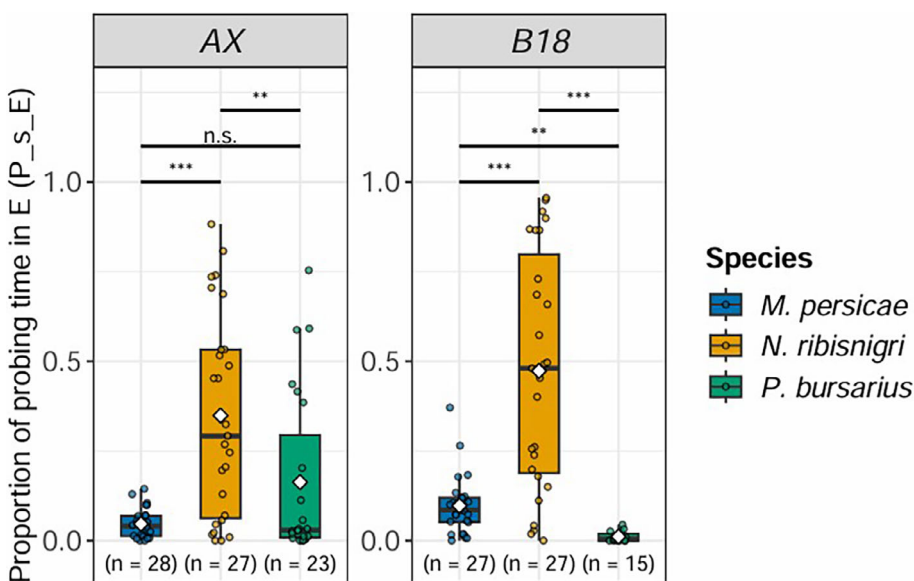 AX
B18
Proportion of probing time in E (P_s_E)
**
n.s.
***
***
**
***
1.0
0.5
0.0
1.0
0.5
0.0
(n = 28) (n = 27) (n = 23)
(n = 27) (n = 27) (n = 15)
Species
M. persicae
N. ribisnigri
P. bursarius